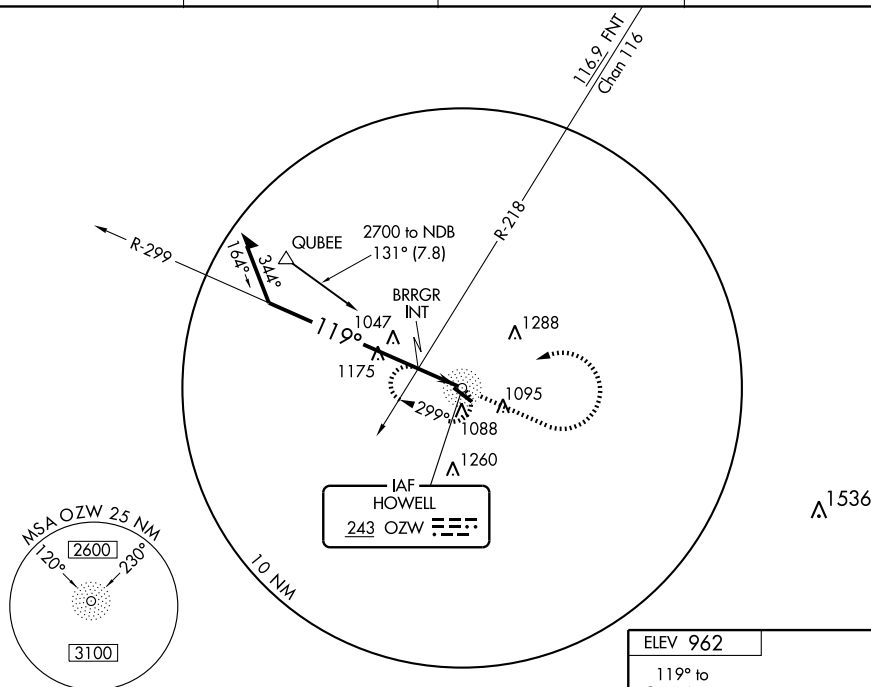 116.9 FNT
Chan 116
R-299
QUBEE
2700 to NDB
131° (7.8)
R-218
164°
344°
BRRGR
INT
119°
1047
1175
1288
299°
1095
1088
1260
IAF
HOWELL
243 OZW
1536
10 NM
MSA OZW 25 NM
2600
120°
230°
3100
ELEV 962
119° to